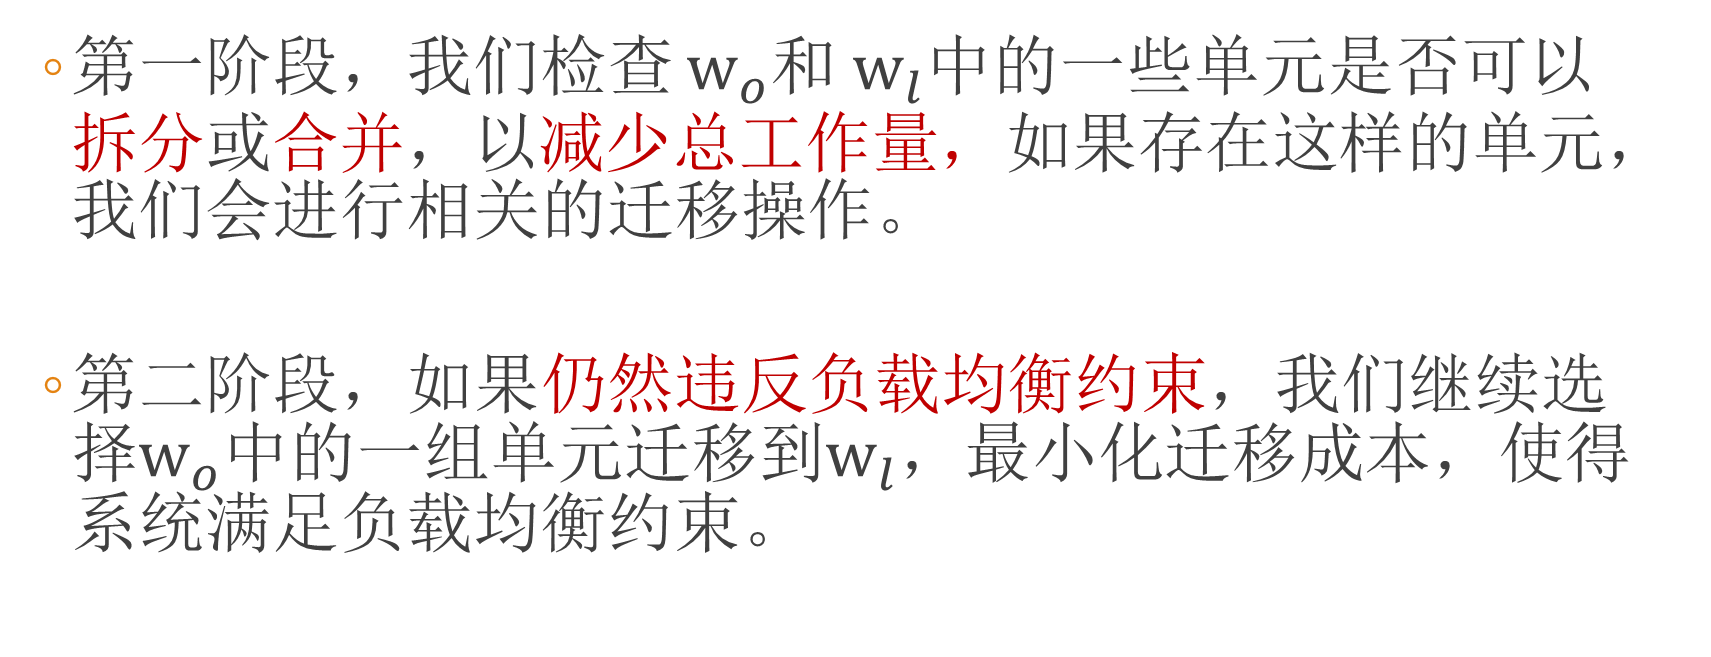 ◦第一阶段，我们检查 wₒ和 wₗ中的一些单元是否可以
拆分或合并，以减少总工作量，如果存在这样的单元，
我们会进行相关的迁移操作。
◦第二阶段，如果仍然违反负载均衡约束，我们继续选
择wₒ中的一组单元迁移到wₗ，最小化迁移成本，使得
系统满足负载均衡约束。